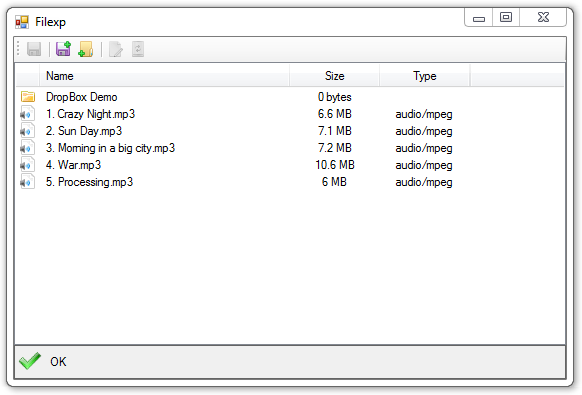 Filexp
Name Size Type
DropBox Demo 0 bytes
1. Crazy Night.mp3 6.6 MB audio/mpeg
2. Sun Day.mp3 7.1 MB audio/mpeg
3. Morning in a big city.mp3 7.2 MB audio/mpeg
4. War.mp3 10.6 MB audio/mpeg
5. Processing.mp3 6 MB audio/mpeg
OK